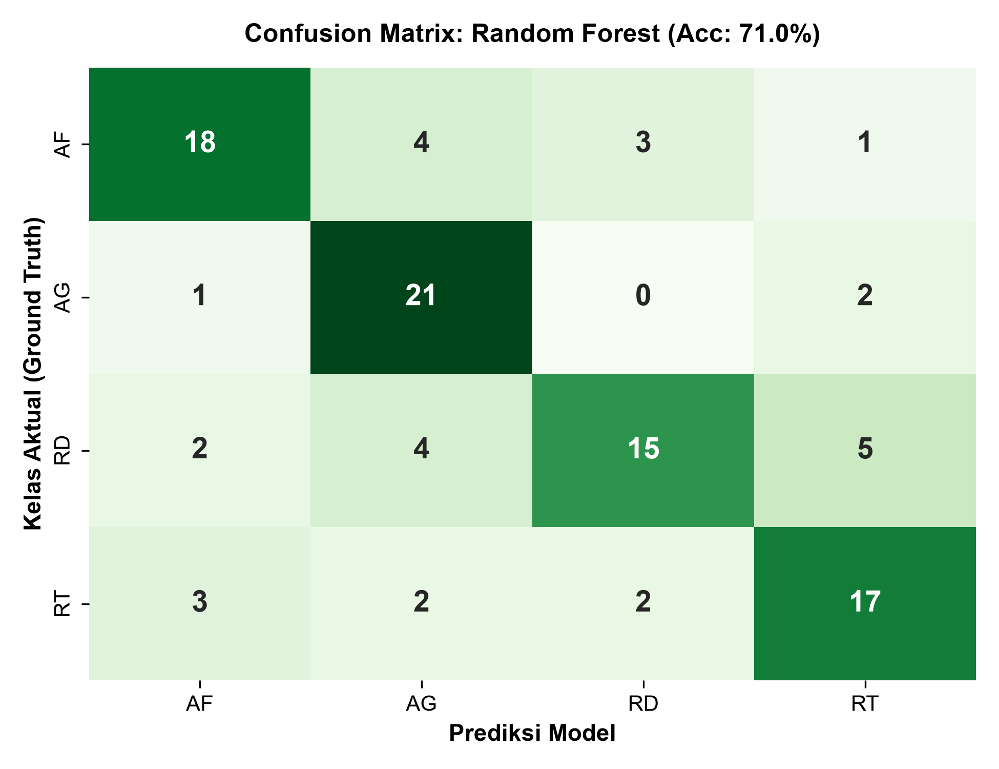 Confusion Matrix: Random Forest (Acc: 71.0%)
Kelas Aktual (Ground Truth)
AF 18 4 3 1
AG 1 21 0 2
RD 2 4 15 5
RT 3 2 2 17
AF AG RD RT
Prediksi Model